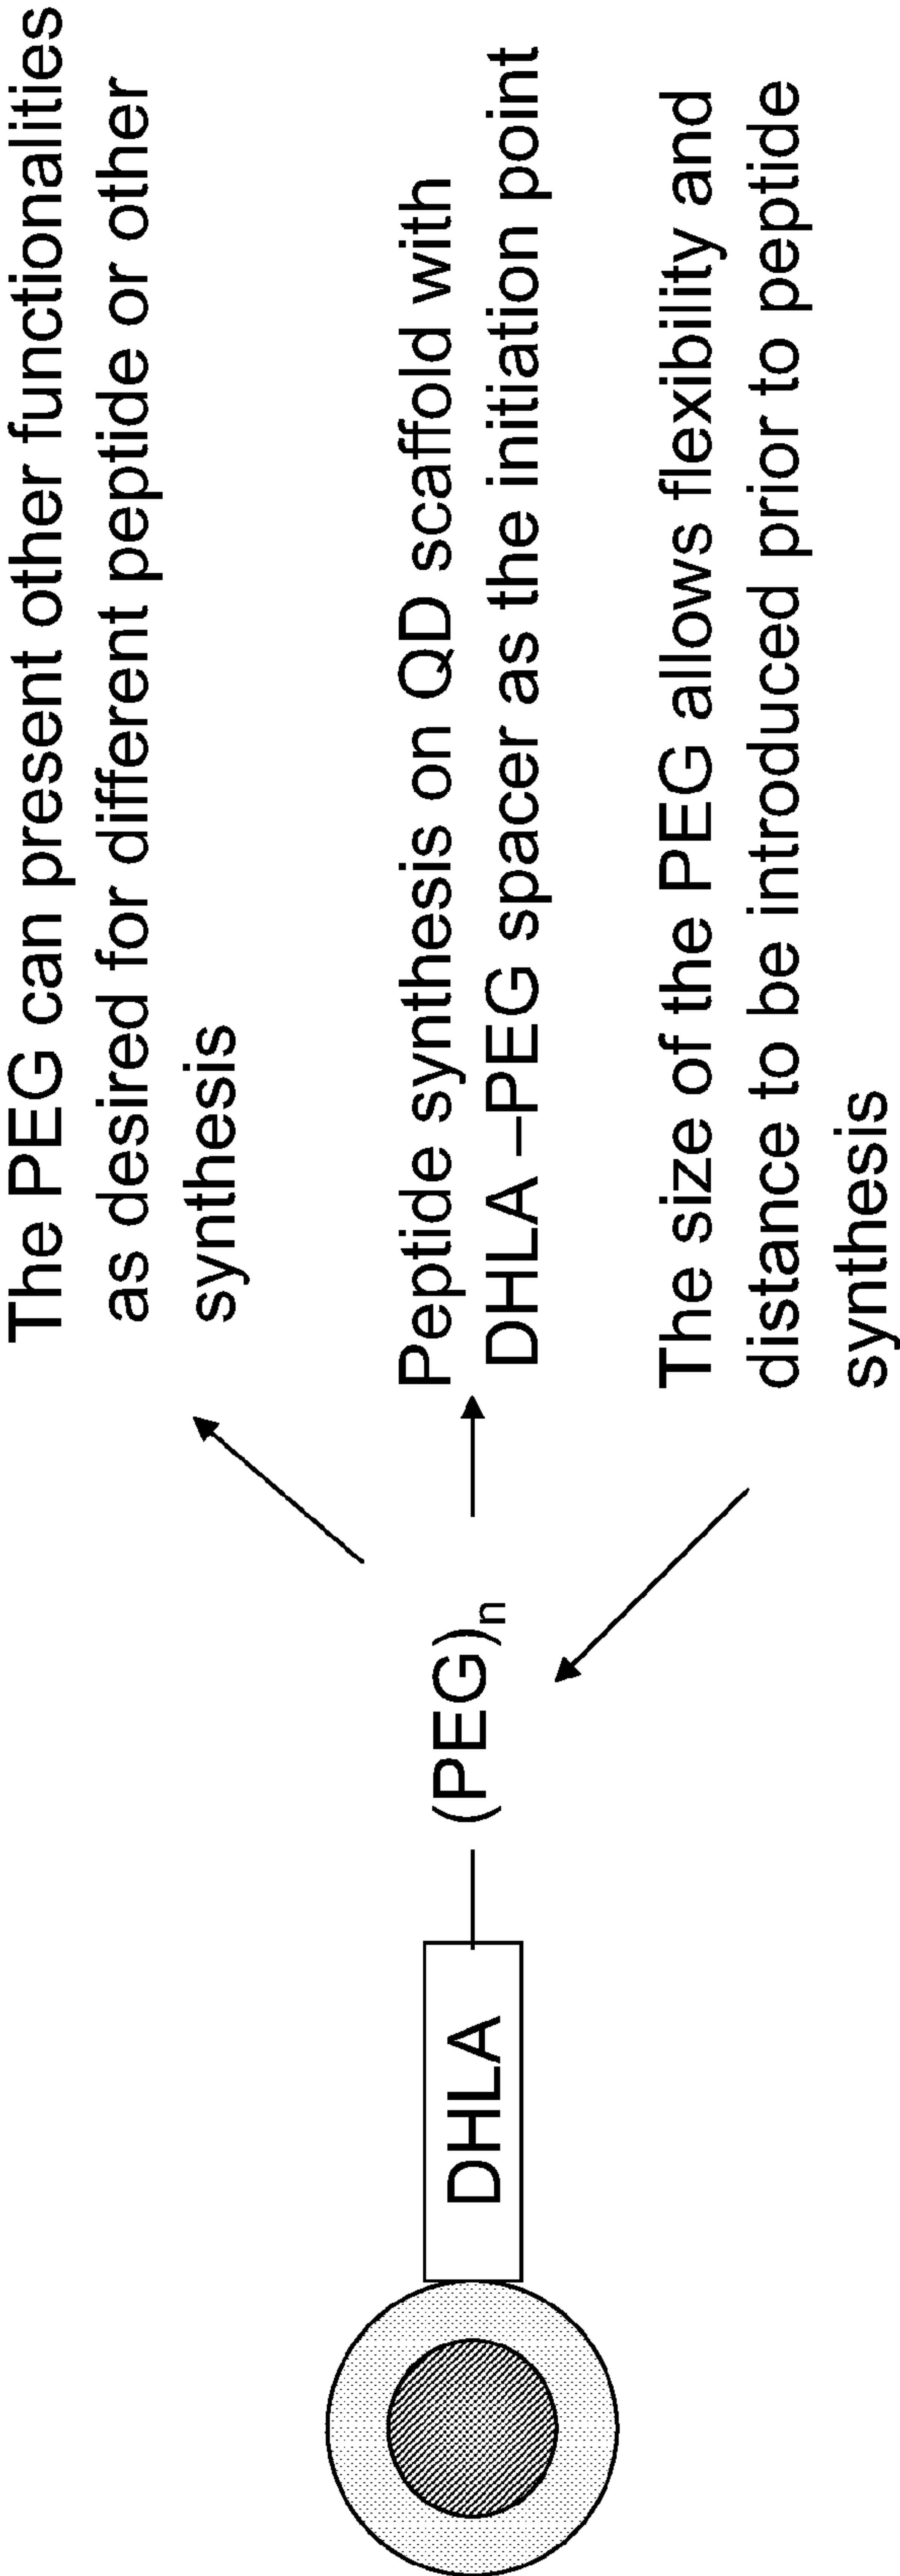 DHLA
(PEG)n
The PEG can present other functionalities
as desired for different peptide or other
synthesis
Peptide synthesis on QD scaffold with
DHLA –PEG spacer as the initiation point
The size of the PEG allows flexibility and
distance to be introduced prior to peptide
synthesis